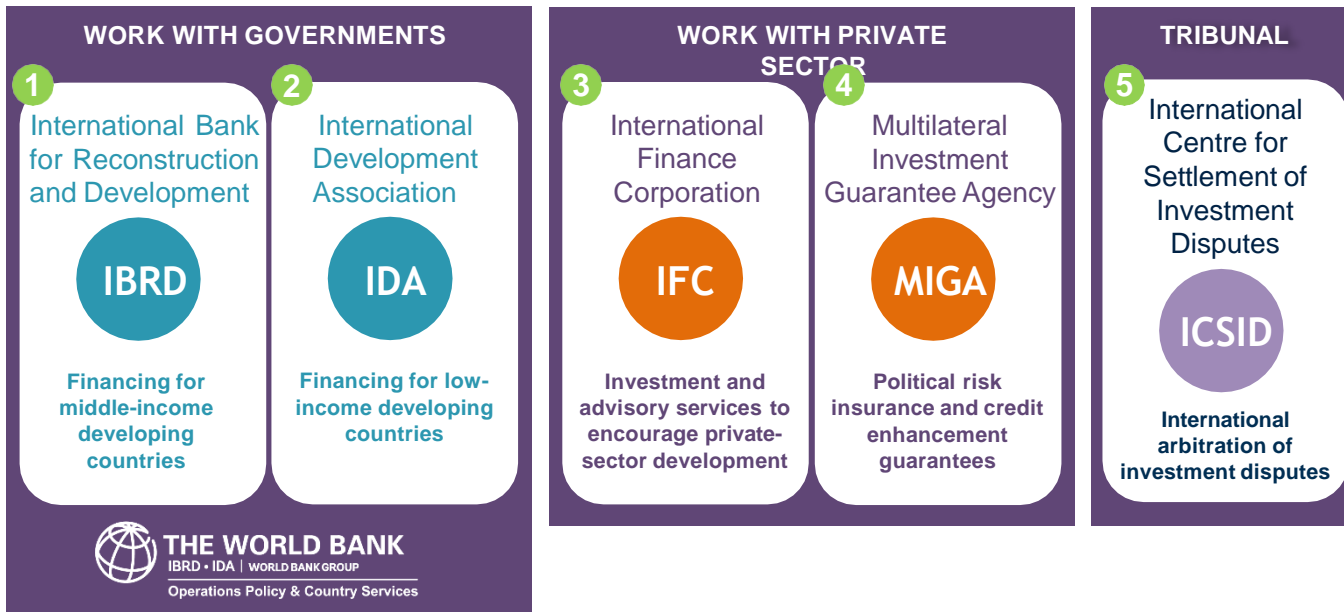 WORK WITH GOVERNMENTS
1
International Bank
for Reconstruction
and Development
IBRD
Financing for
middle-income
developing
countries
2
International
Development
Association
IDA
Financing for low-
income developing
countries
THE WORLD BANK
IBRD • IDA | WORLD BANK GROUP
Operations Policy & Country Services
WORK WITH PRIVATE
SECTOR
3
International
Finance
Corporation
IFC
Investment and
advisory services to
encourage private-
sector development
4
Multilateral
Investment
Guarantee Agency
MIGA
Political risk
insurance and credit
enhancement
guarantees
TRIBUNAL
5
International
Centre for
Settlement of
Investment
Disputes
ICSID
International
arbitration of
investment disputes